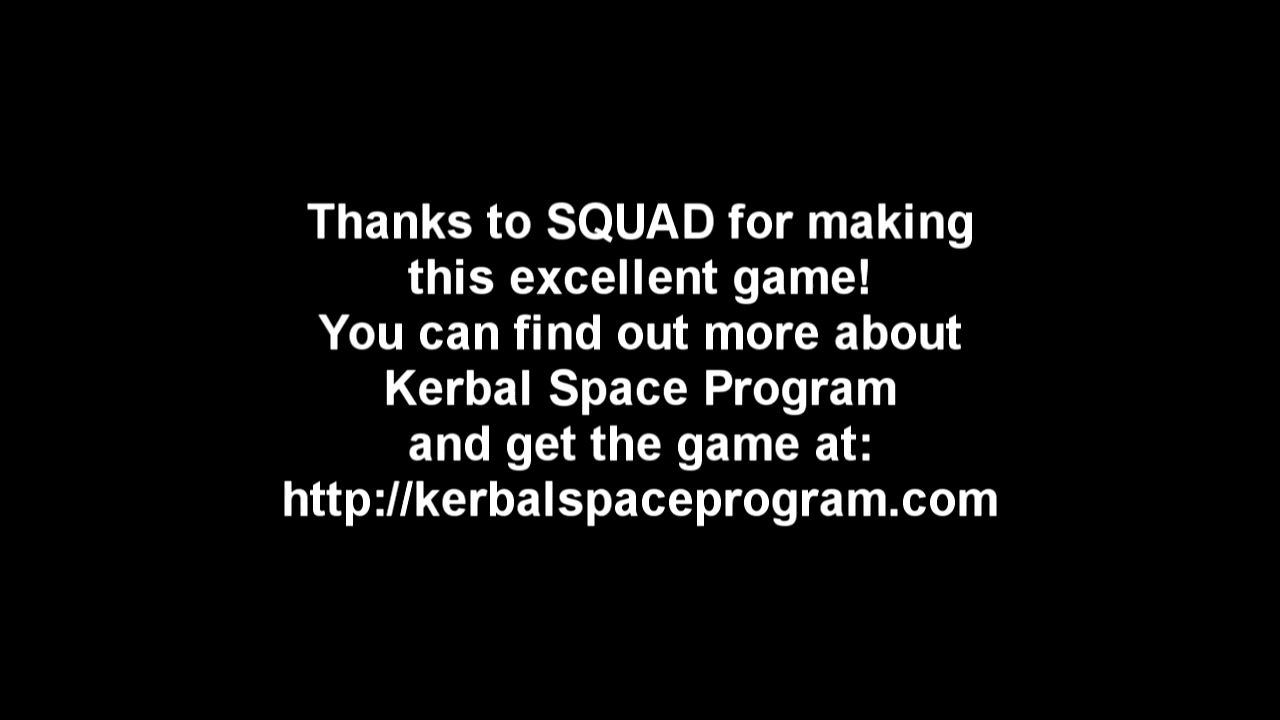 Thanks to SQUAD for making
this excellent game!
You can find out more about
Kerbal Space Program
and get the game at:
http://kerbalspaceprogram.com